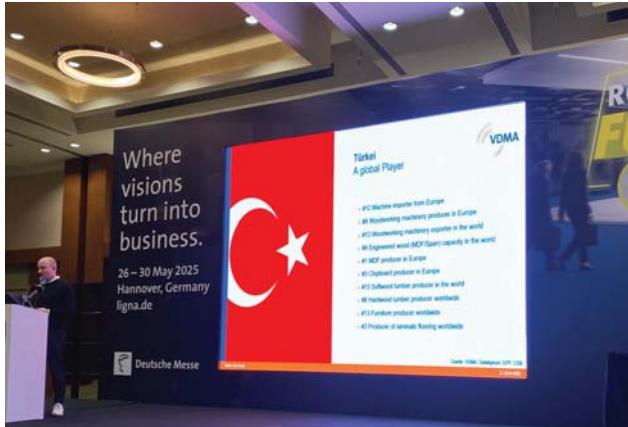 Where
visions
turn into
business.
26 – 30 May 2025
Hannover, Germany
ligna.de
Deutsche Messe
VDMA
Türkei
A global Player
#12 Machine importer from Europe
#6 Woodworking machinery producer in Europe
#13 Woodworking machinery exporter in the world
#4 Engineered wood (MDF/Span) capacity in the world
#1 MDF producer in Europe
#3 Chipboard producer in Europe
#15 Softwood lumber producer in the world
#6 Hardwood lumber producer worldwide
#13 Furniture producer worldwide
#3 Producer of laminate flooring worldwide